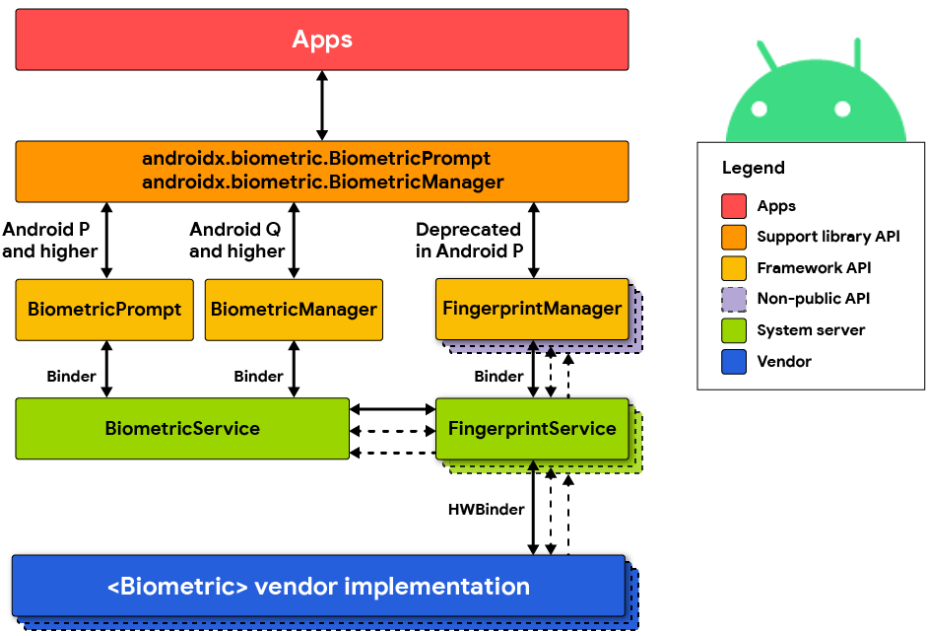 Apps
androidx.biometric.BiometricPrompt
androidx.biometric.BiometricManager
Android P
and higher
Android Q
and higher
Deprecated
in Android P
BiometricPrompt
BiometricManager
FingerprintManager
Binder
Binder
Binder
BiometricService
FingerprintService
HWBinder
<Biometric> vendor implementation
Legend
Apps
Support library API
Framework API
Non-public API
System server
Vendor